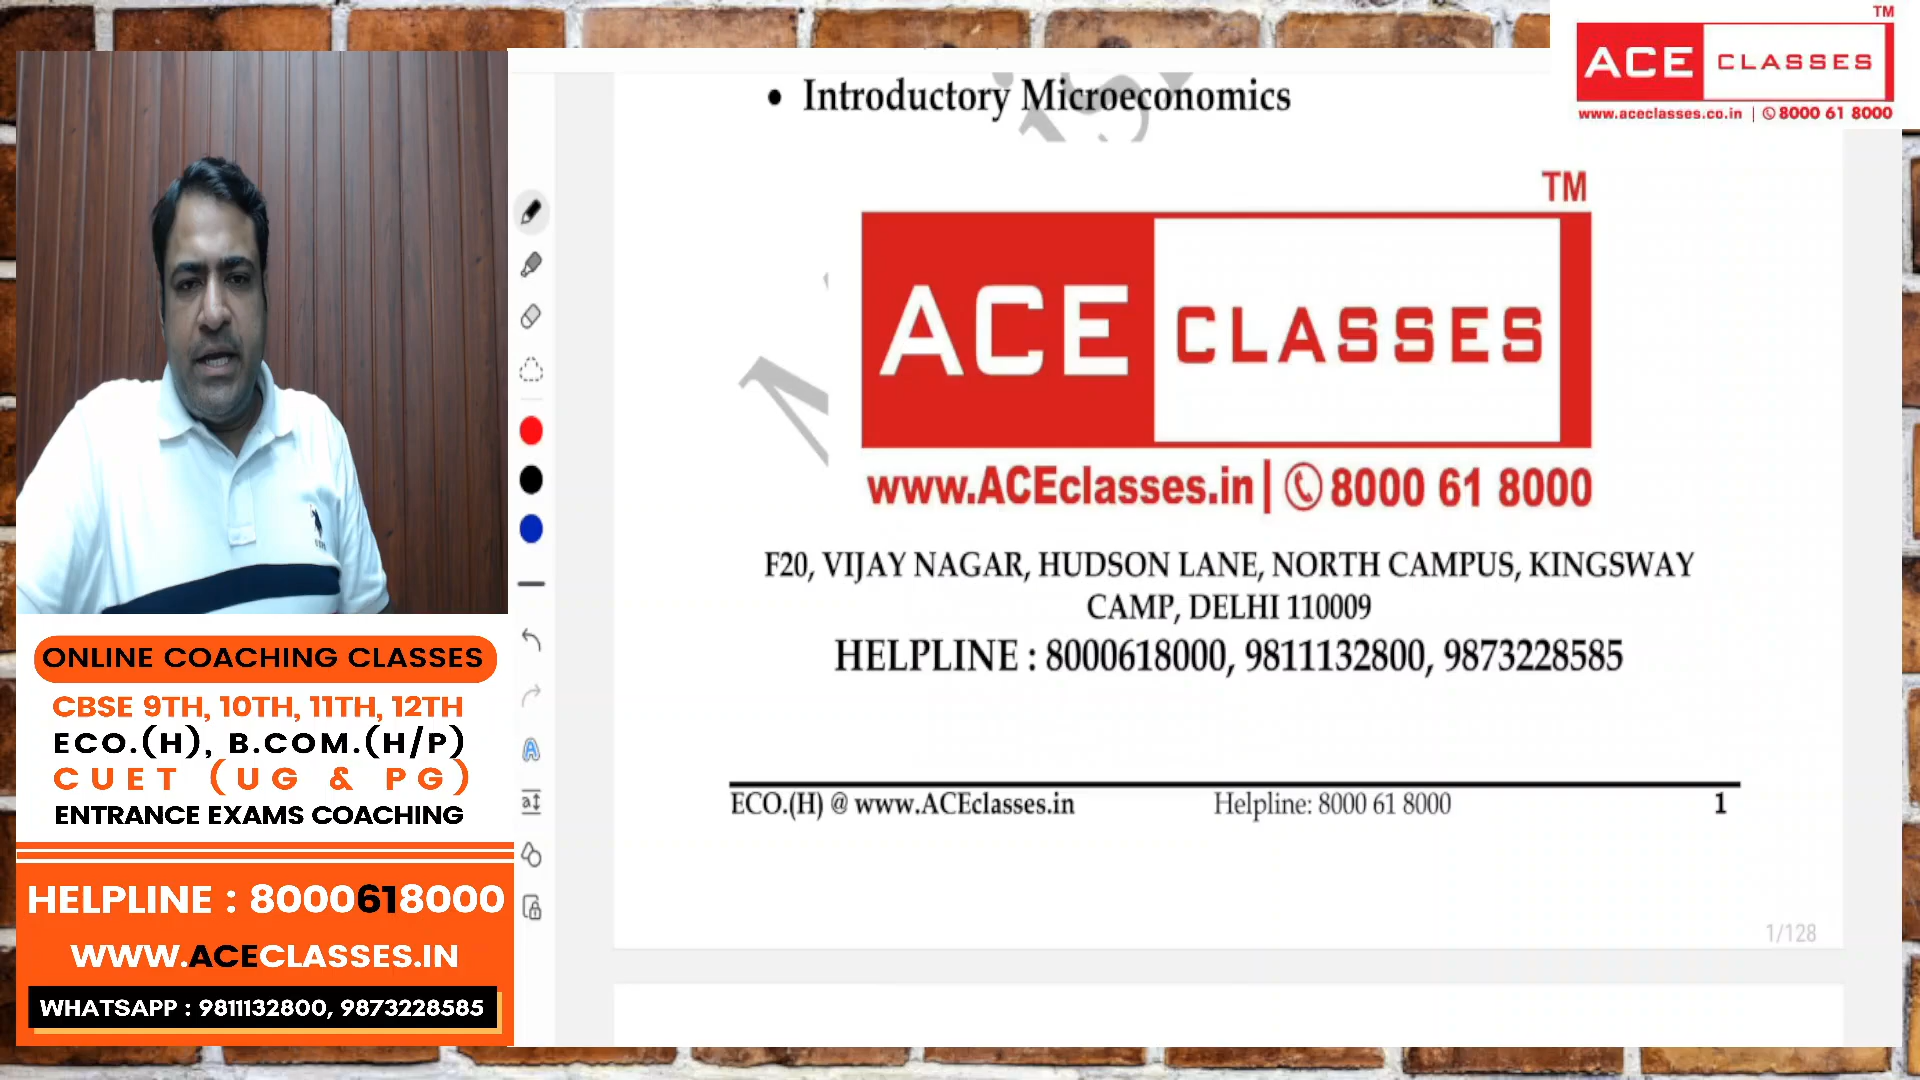 TM
ACE CLASSES
www.aceclasses.co.in | 8000 61 8000
• Introductory Microeconomics
TM
ACE CLASSES
www.ACEclasses.in | 8000 61 8000
F20, VIJAY NAGAR, HUDSON LANE, NORTH CAMPUS, KINGSWAY
CAMP, DELHI 110009
HELPLINE : 8000618000, 9811132800, 9873228585
ECO.(H) @ www.ACEclasses.in Helpline: 8000 61 8000 1
1/128
ONLINE COACHING CLASSES
CBSE 9TH, 10TH, 11TH, 12TH
ECO.(H), B.COM.(H/P)
CUET (UG & PG)
ENTRANCE EXAMS COACHING
HELPLINE : 8000618000
WWW.ACECLASSES.IN
WHATSAPP : 9811132800, 9873228585